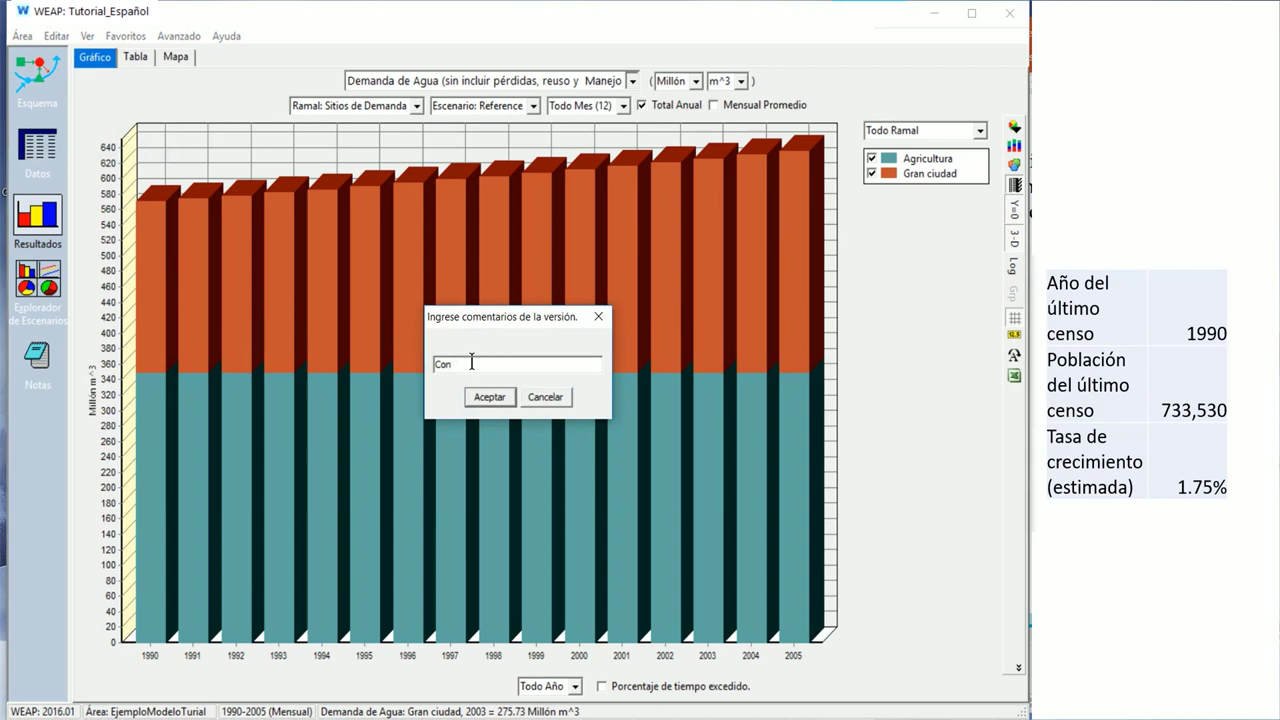 WEAP: Tutorial_Español
Área Editar Ver Favoritos Avanzado Ayuda
Gráfico Tabla Mapa
Demanda de Agua (sin incluir pérdidas, reuso y Manejo ( Millón m^3 )
Ramal: Sitios de Demanda Escenario: Reference Todo Mes (12) Total Anual Mensual Promedio
Esquema
Datos
Resultados
Explorador
de Escenarios
Notas
Todo Ramal
Agricultura
Gran ciudad
Y=0
3-D
Log
Grp
12.5
640
620
600
580
560
540
520
500
480
460
440
420
400
380
360
340
320
300
280
260
240
220
200
180
160
140
120
100
80
60
40
20
0
Millón m^3
1990 1991 1992 1993 1994 1995 1996 1997 1998 1999 2000 2001 2002 2003 2004 2005
Ingrese comentarios de la versión.
Con
Aceptar Cancelar
Todo Año Porcentaje de tiempo excedido.
WEAP: 2016.01 Área: EjemploModeloTurial 1990-2005 (Mensual) Demanda de Agua: Gran ciudad, 2003 = 275.73 Millón m^3
Año del
último
censo 1990
Población
del último
censo 733,530
Tasa de
crecimiento
(estimada) 1.75%